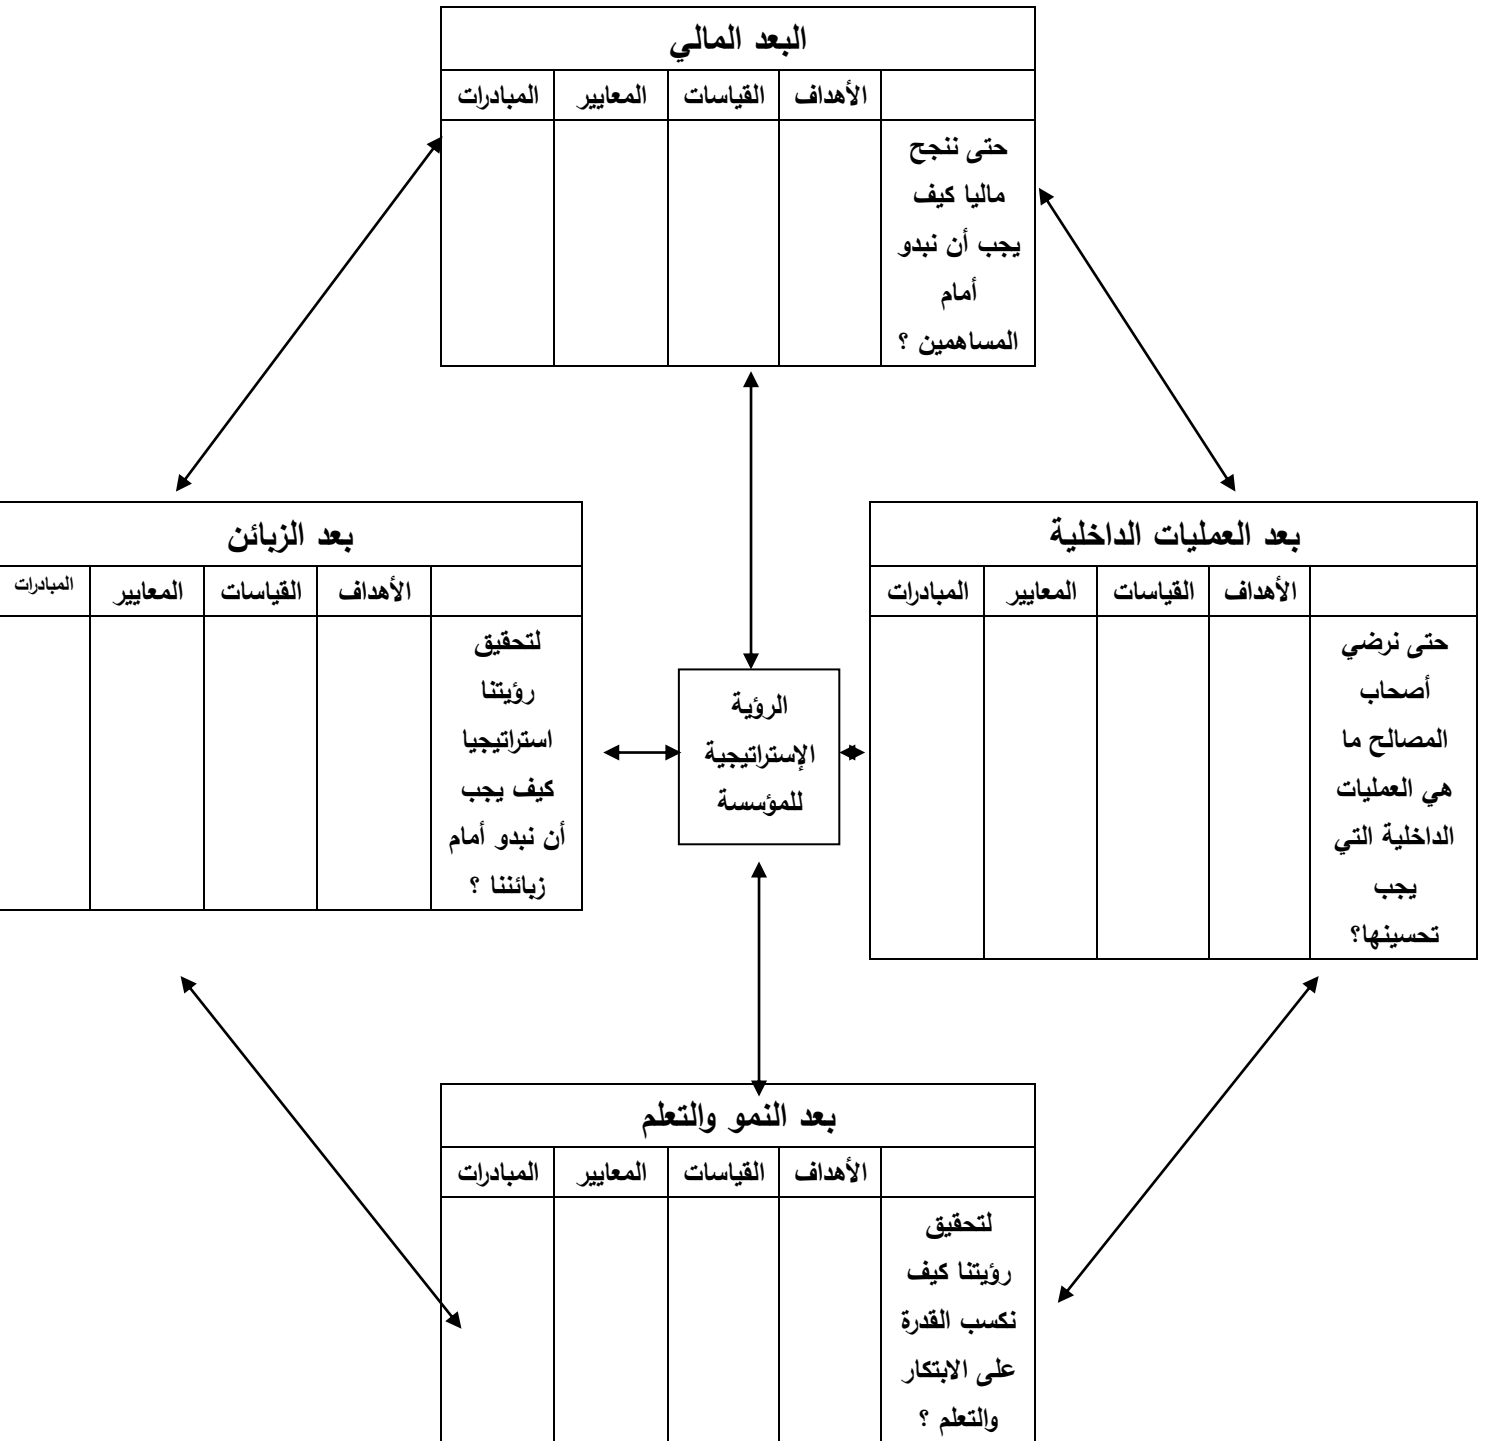 البعد المالي
الأهداف القياسات المعايير المبادرات
حتى ننجح
ماليا كيف
يجب أن نبدو
أمام
المساهمين ؟
بعد العمليات الداخلية
الأهداف القياسات المعايير المبادرات
حتى نرضي
أصحاب
المصالح ما
هي العمليات
الداخلية التي
يجب
تحسينها؟
الرؤية
الإستراتيجية
للمؤسسة
بعد الزبائن
الأهداف القياسات المعايير المبادرات
لتحقيق
رؤيتنا
استراتيجيا
كيف يجب
أن نبدو أمام
زبائننا ؟
بعد النمو والتعلم
الأهداف القياسات المعايير المبادرات
لتحقيق
رؤيتنا كيف
نكسب القدرة
على الابتكار
والتعلم ؟